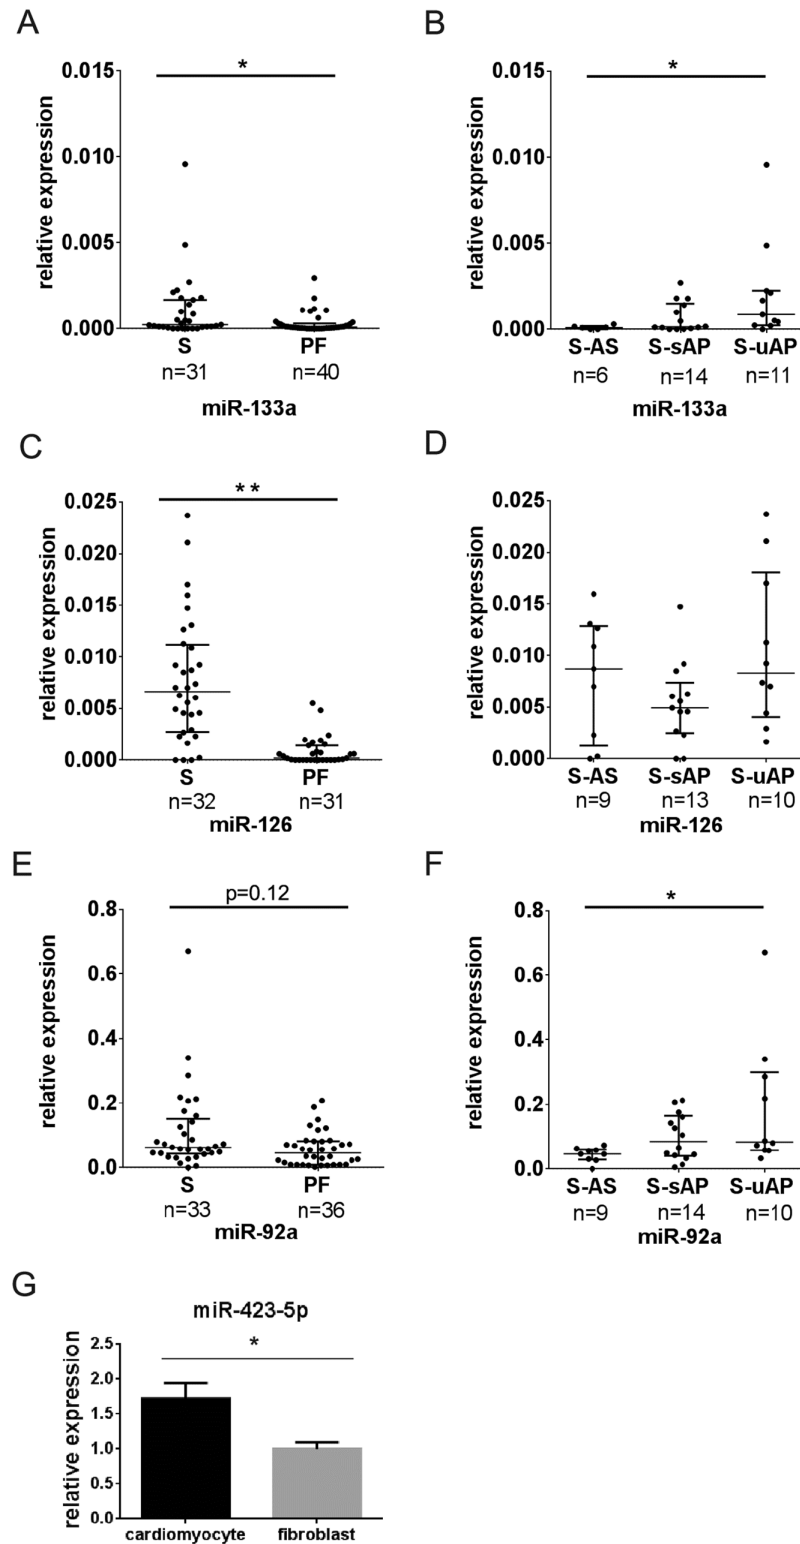 A
relative expression
0.015
0.010
0.005
0.000
*
S
PF
n=31
n=40
miR-133a
B
relative expression
0.015
0.010
0.005
0
*
S-AS
S-sAP
S-uAP
n=6
n=14
n=11
miR-133a
C
relative expression
0.025
0.020
0.015
0.010
0.005
0.000
**
S
PF
n=32
n=31
miR-126
D
relative expression
0.025
0.020
0.015
0.010
0.005
0.000
S-AS
S-sAP
S-uAP
n=9
n=13
n=10
miR-126
E
relative expression
0.8
0.6
0.4
0.2
0.0
p=0.12
S
PF
n=33
n=36
miR-92a
F
relative expression
0.8
0.6
0.4
0.2
0.0
*
S-AS
S-sAP
S-uAP
n=9
n=14
n=10
miR-92a
G
miR-423-5p
relative expression
2.5
2.0
1.5
1.0
0.5
0.0
*
cardiomyocyte
fibroblast